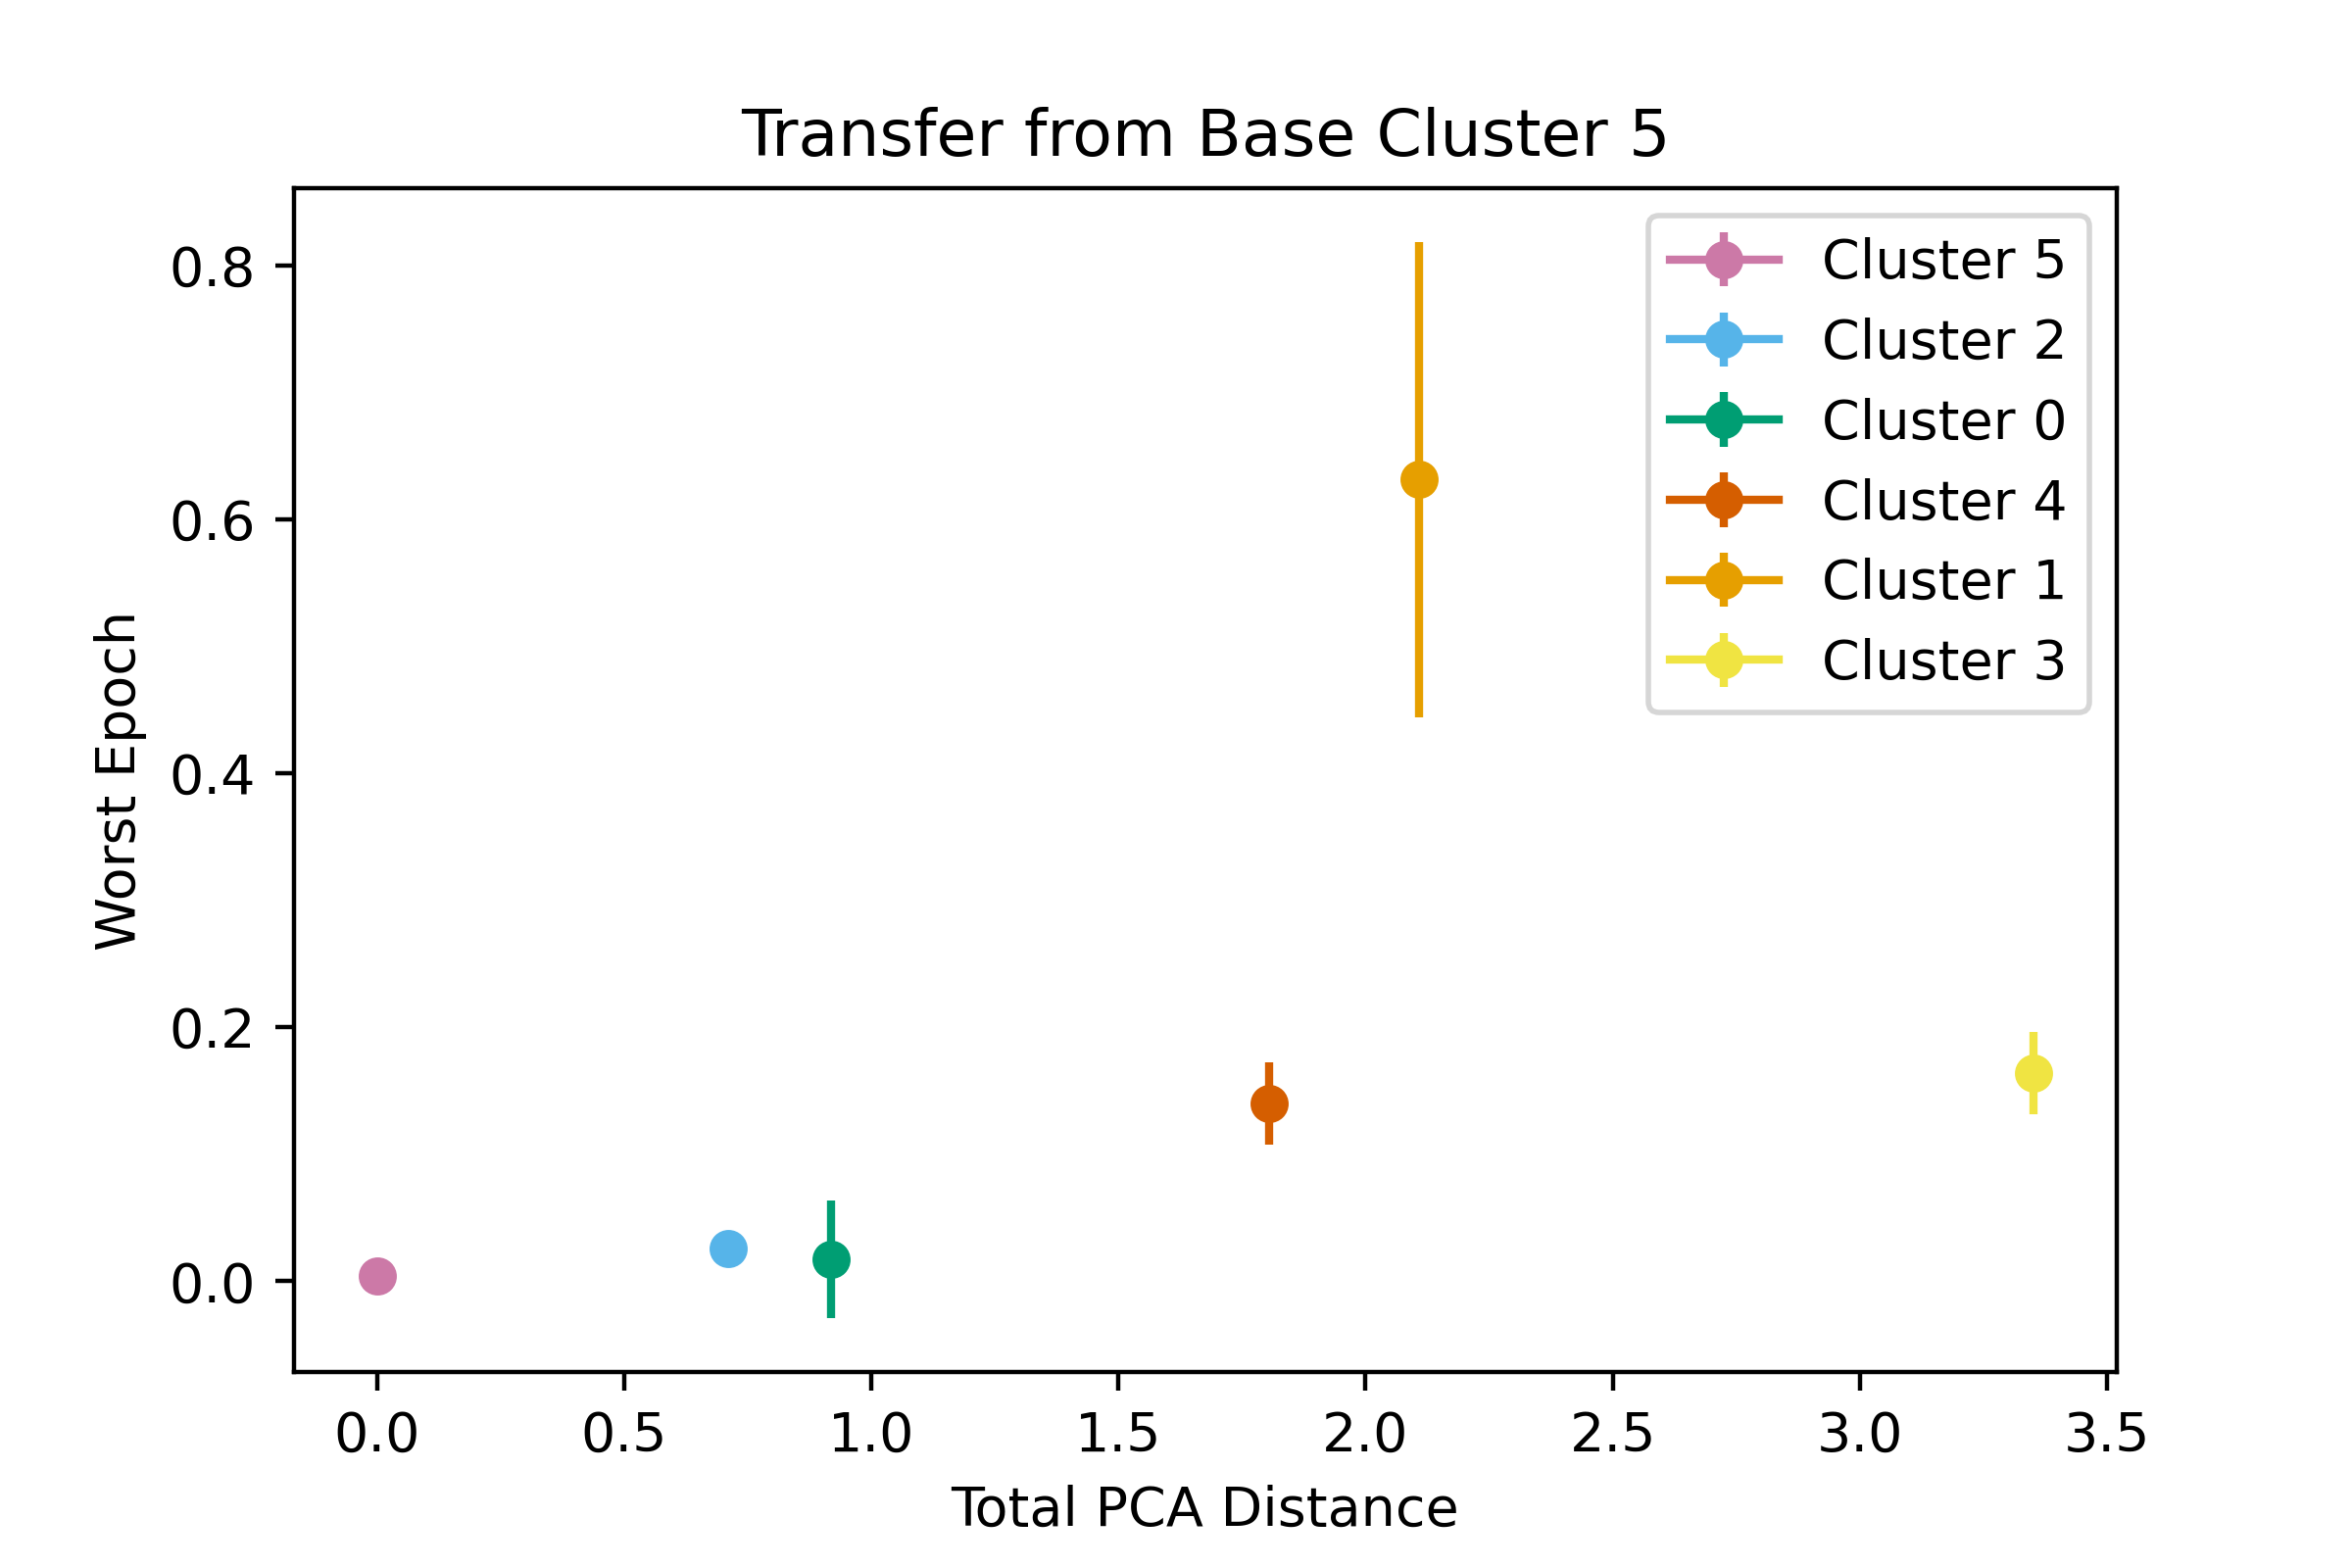 Transfer from Base Cluster 5
Worst Epoch
0.8
0.6
0.4
0.2
0.0
Cluster 5
Cluster 2
Cluster 0
Cluster 4
Cluster 1
Cluster 3
0.0 0.5 1.0 1.5 2.0 2.5 3.0 3.5
Total PCA Distance